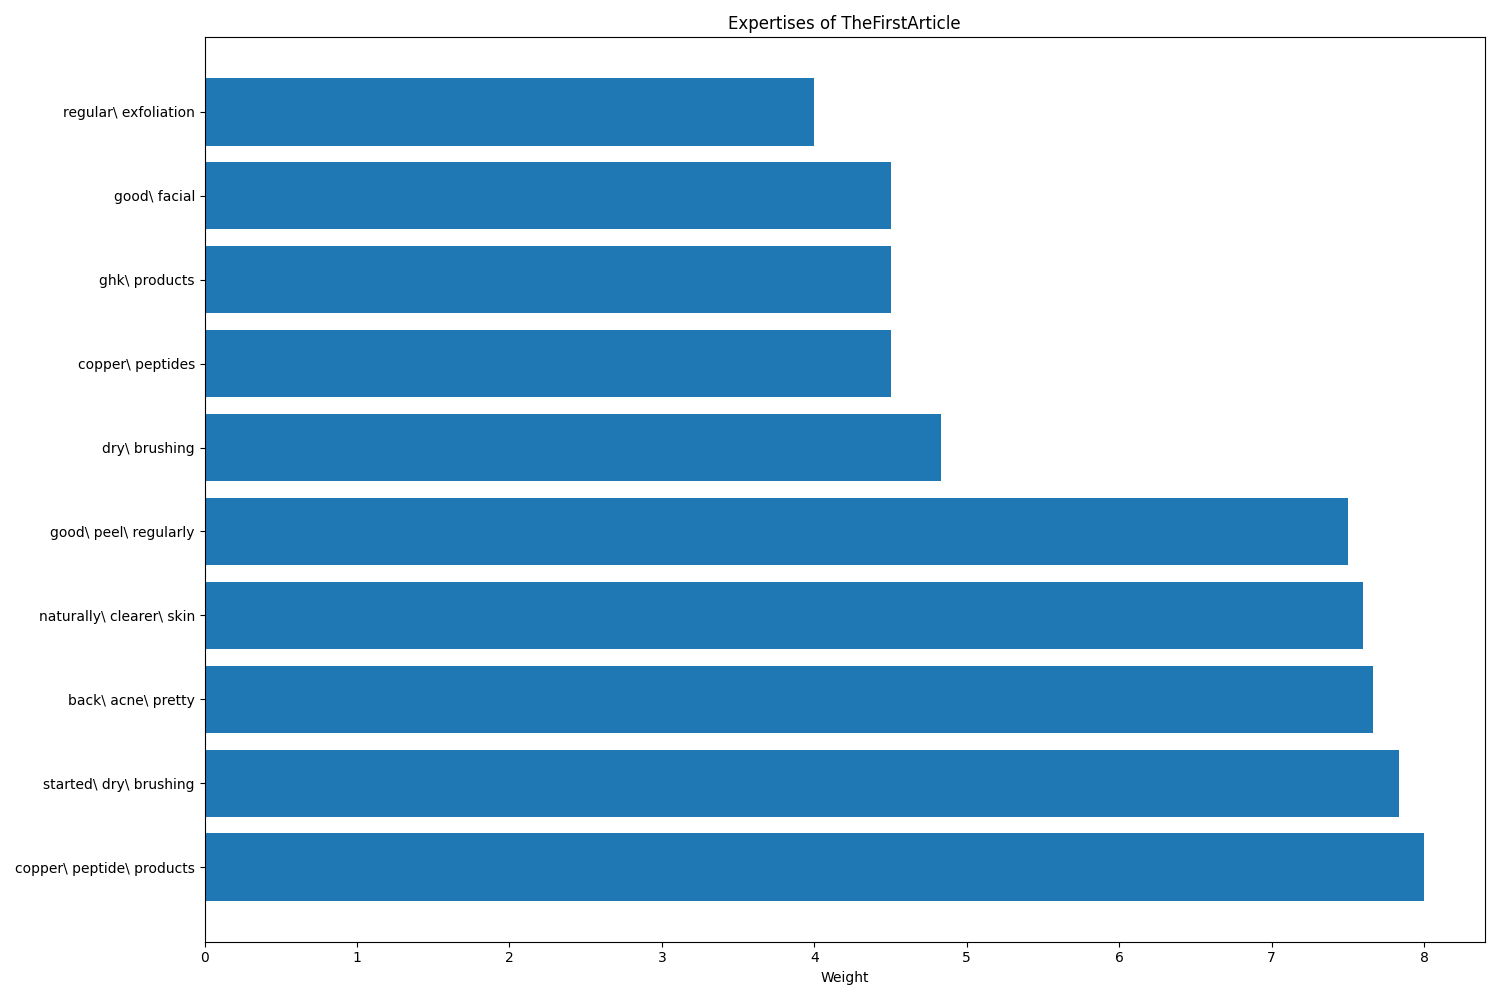 Expertises of TheFirstArticle
regular\ exfoliation
good\ facial
ghk\ products
copper\ peptides
dry\ brushing
good\ peel\ regularly
naturally\ clearer\ skin
back\ acne\ pretty
started\ dry\ brushing
copper\ peptide\ products
0 1 2 3 4 5 6 7 8
Weight